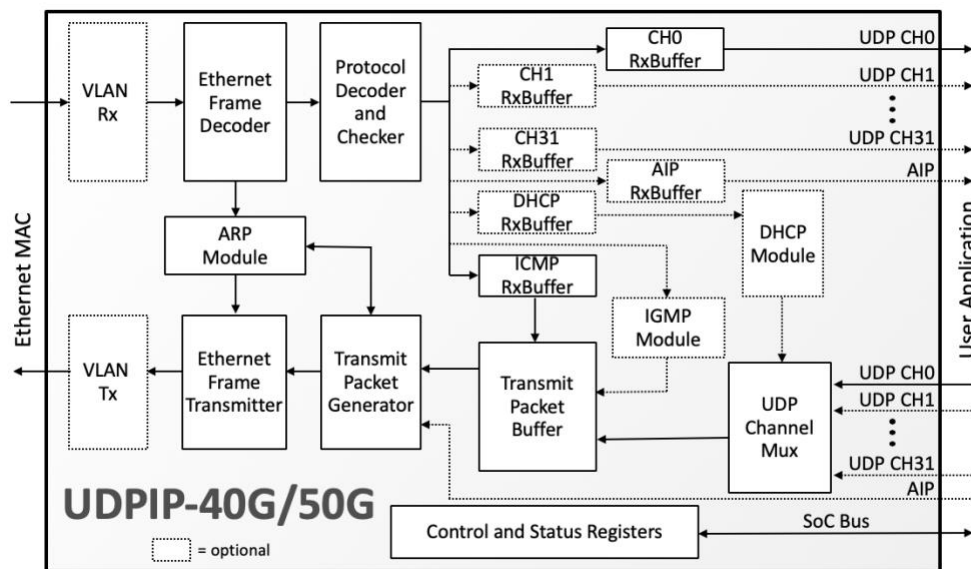 Ethernet MAC
VLAN
Rx
Ethernet
Frame
Decoder
Protocol
Decoder
and
Checker
CH0
RxBuffer
UDP CH0
CH1
RxBuffer
UDP CH1
CH31
RxBuffer
UDP CH31
AIP
RxBuffer
AIP
DHCP
RxBuffer
DHCP
Module
ARP
Module
ICMP
RxBuffer
IGMP
Module
User Application
VLAN
Tx
Ethernet
Frame
Transmitter
Transmit
Packet
Generator
Transmit
Packet
Buffer
UDP
Channel
Mux
UDP CH0
UDP CH1
UDP CH31
AIP
UDPIP-40G/50G
Control and Status Registers
SoC Bus
= optional